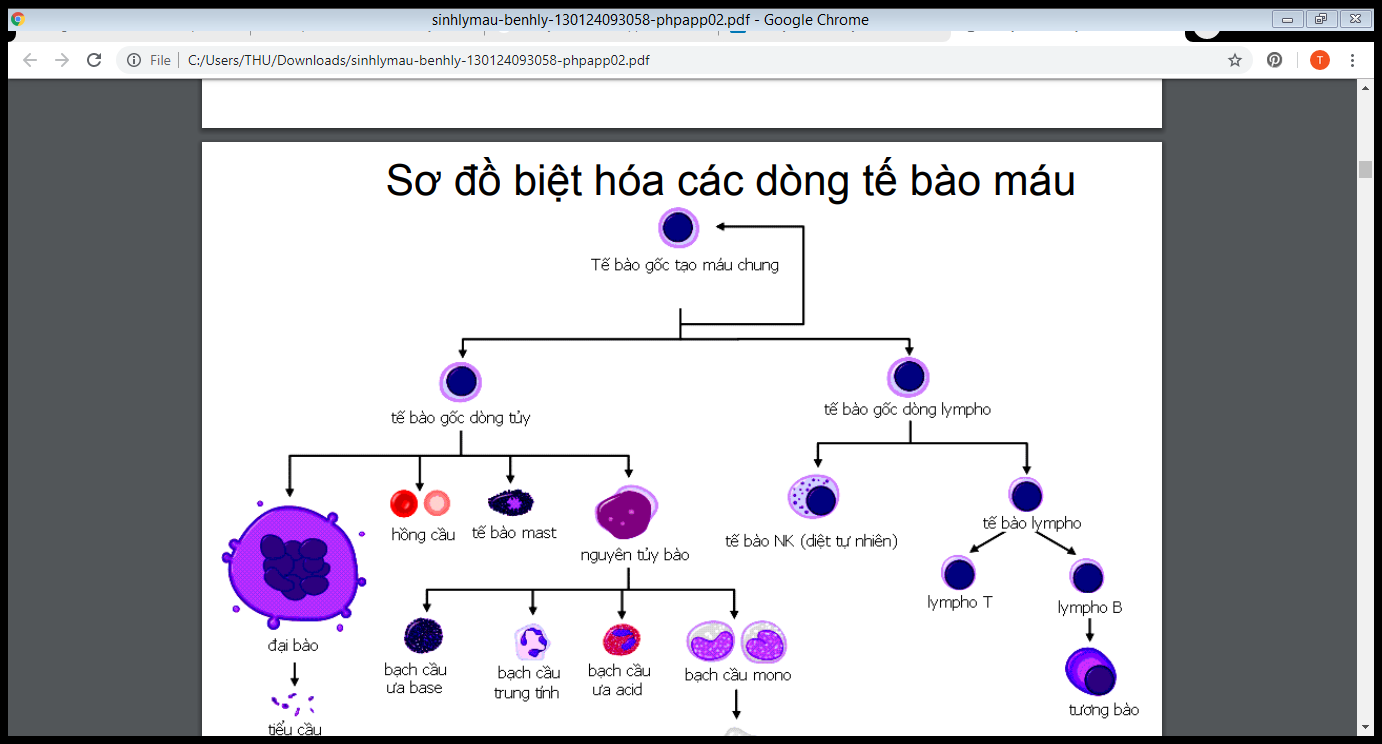 sinhlymau-benhly-130124093058-phpapp02.pdf - Google Chrome
File
C:/Users/THU/Downloads/sinhlymau-benhly-130124093058-phpapp02.pdf
T
Sơ đồ biệt hóa các dòng tế bào máu
Tế bào gốc tạo máu chung
tế bào gốc dòng tủy
tế bào gốc dòng lympho
hồng cầu
tế bào mast
nguyên tủy bào
tế bào NK (diệt tự nhiên)
tế bào lympho
lympho T
lympho B
đại bào
bạch cầu
ưa base
bạch cầu
trung tính
bạch cầu
ưa acid
bạch cầu mono
tương bào
tiểu cầu